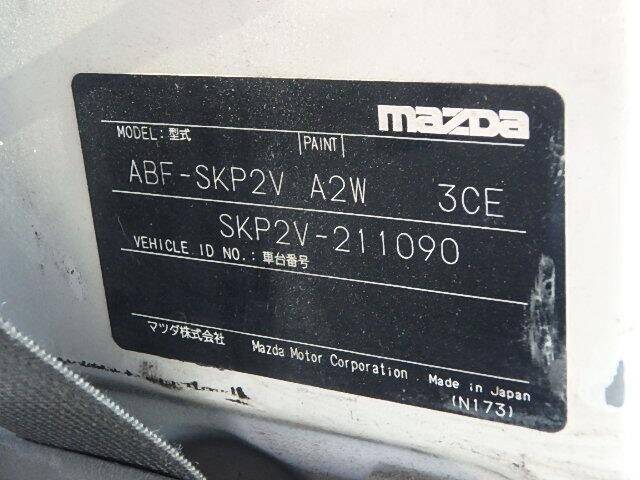 mazda
MODEL: 型式 |PAINT|
ABF-SKP2V A2W 3CE
SKP2V-211090
VEHICLE ID NO.: 車台番号
マツダ株式会社 Mazda Motor Corporation Made in Japan
(N173)